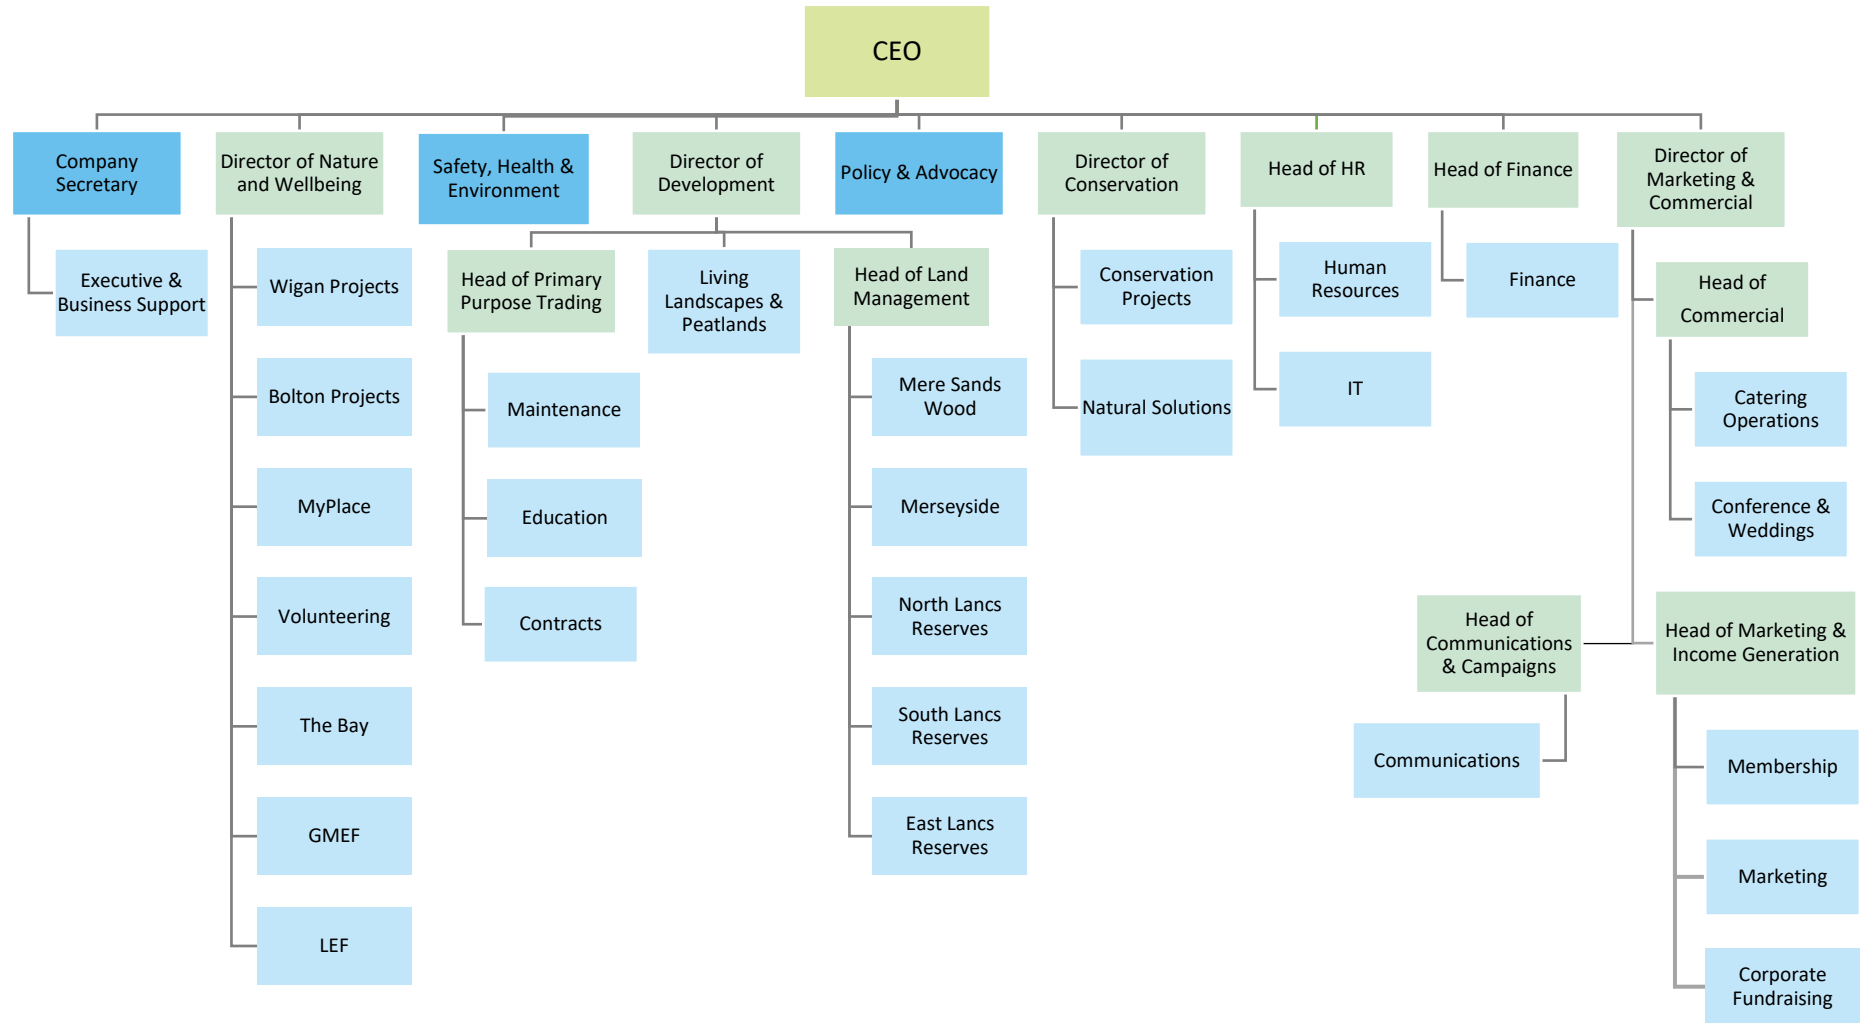 CEO
Company
Secretary
Director of Nature
and Wellbeing
Safety, Health &
Environment
Director of
Development
Policy & Advocacy
Director of
Conservation
Head of HR
Head of Finance
Director of
Marketing &
Commercial
Executive &
Business Support
Wigan Projects
Bolton Projects
MyPlace
Volunteering
The Bay
GMEF
LEF
Head of Primary
Purpose Trading
Maintenance
Education
Contracts
Living
Landscapes &
Peatlands
Head of Land
Management
Mere Sands
Wood
Merseyside
North Lancs
Reserves
South Lancs
Reserves
East Lancs
Reserves
Conservation
Projects
Natural Solutions
Human
Resources
IT
Finance
Head of
Commercial
Catering
Operations
Conference &
Weddings
Head of
Communications
& Campaigns
Communications
Head of Marketing &
Income Generation
Membership
Marketing
Corporate
Fundraising